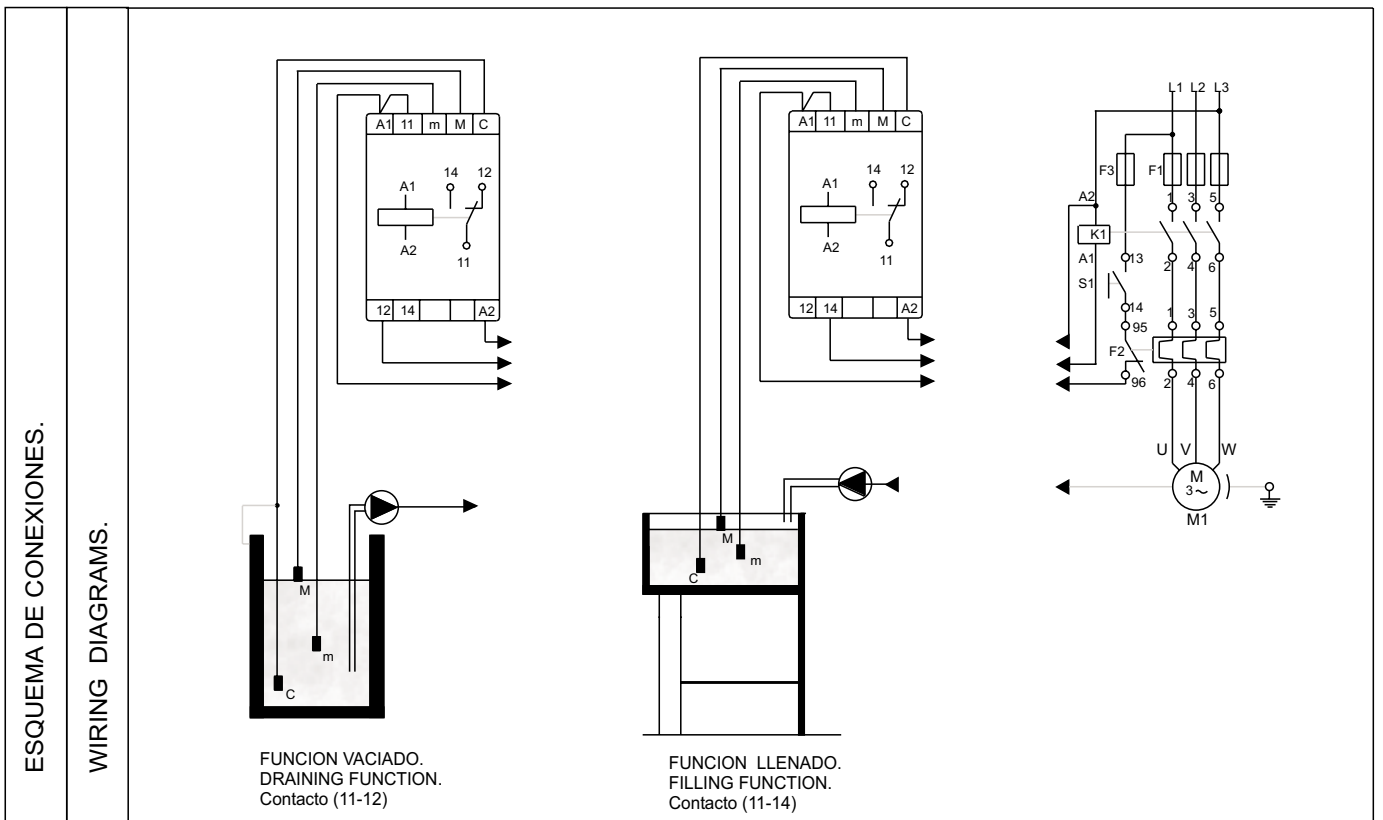 ESQUEMA DE CONEXIONES.
WIRING DIAGRAMS.
A1 11 m M C
14 12
A1
A2
11
12 14 A2
M
m
C
FUNCION VACIADO.
DRAINING FUNCTION.
Contacto (11-12)
A1 11 m M C
14 12
A1
A2
11
12 14 A2
M
m
C
FUNCION LLENADO.
FILLING FUNCTION.
Contacto (11-14)
L1 L2 L3
F3 F1
A2 1 3 5
K1
A1 13 2 4 6
S1
14 1 3 5
95
F2
96 2 4 6
U V W
M
3~
M1